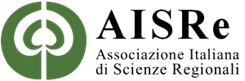 AISRe
Associazione Italiana
di Scienze Regionali